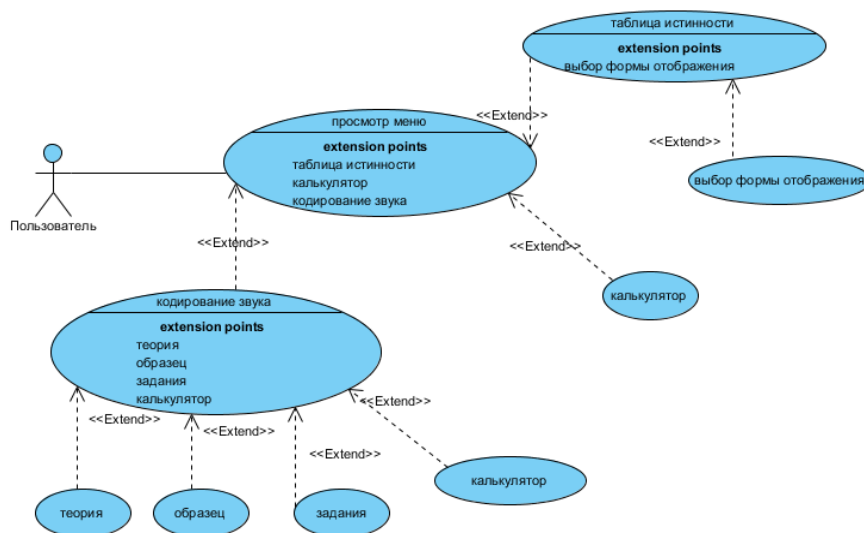 таблица истинности
extension points
выбор формы отображения
<<Extend>>
<<Extend>>
выбор формы отображения
просмотр меню
extension points
таблица истинности
калькулятор
кодирование звука
Пользователь
<<Extend>>
<<Extend>>
калькулятор
кодирование звука
extension points
теория
образец
задания
калькулятор
<<Extend>>
<<Extend>>
<<Extend>>
<<Extend>>
калькулятор
теория
образец
задания